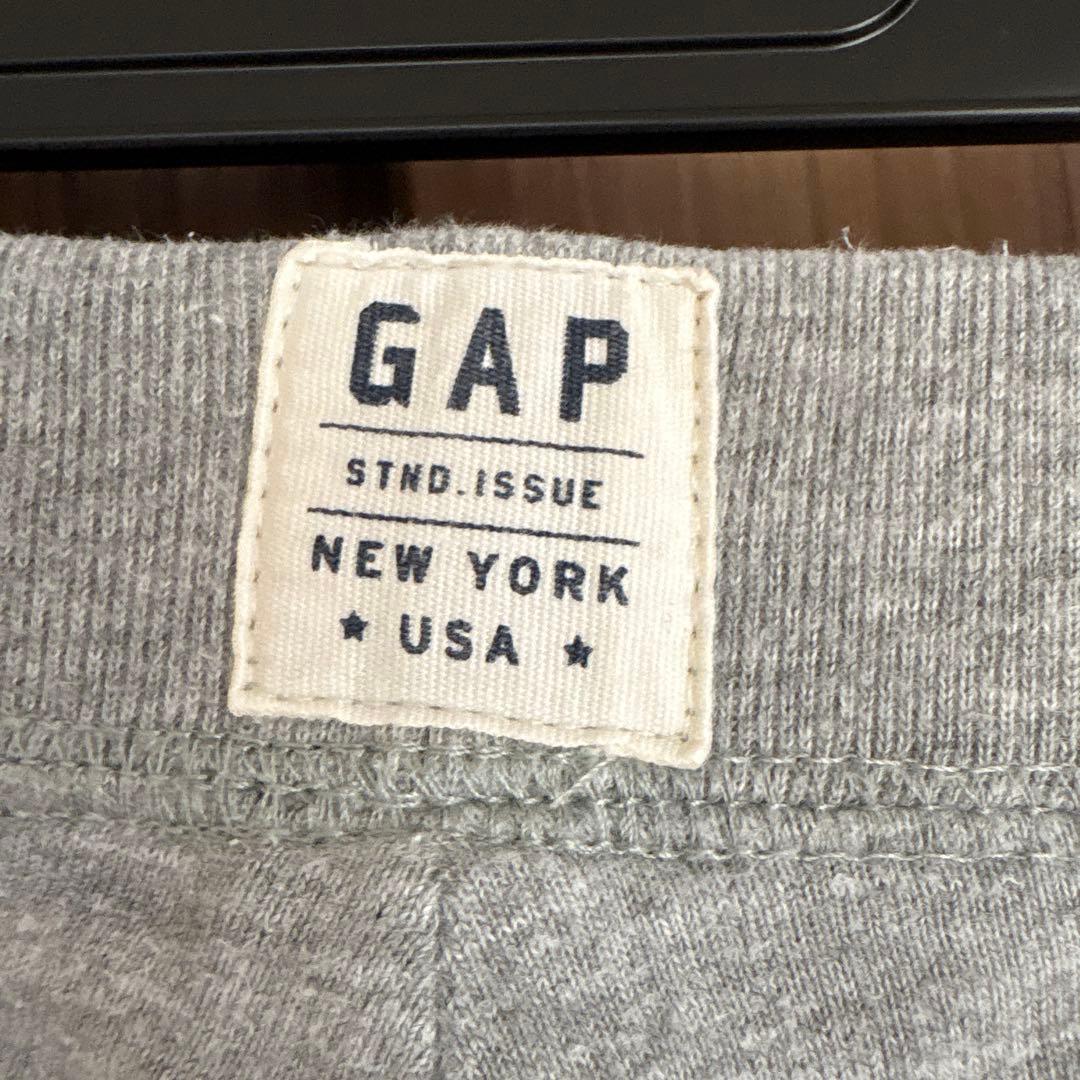 GAP
STND.ISSUE
NEW YORK
★ USA ★